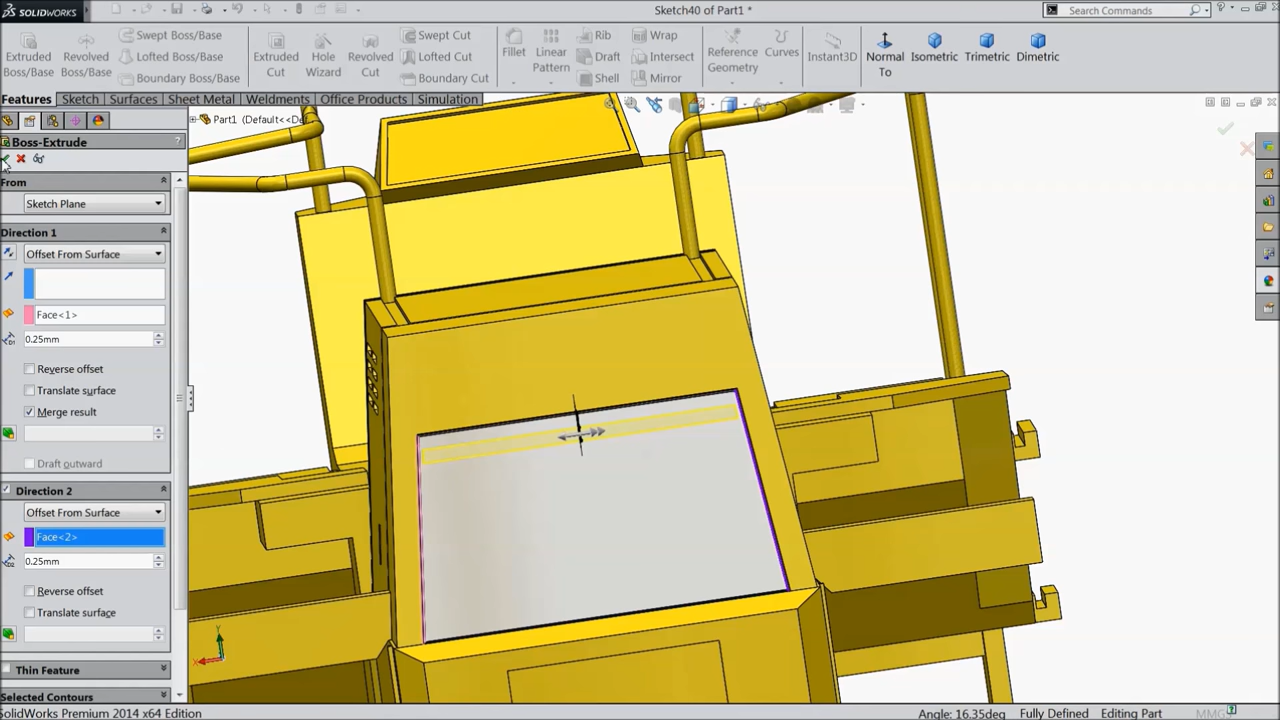 SOLIDWORKS
Sketch40 of Part1 *
Search Commands
Extruded Boss/Base
Revolved Boss/Base
Swept Boss/Base
Lofted Boss/Base
Boundary Boss/Base
Extruded Cut
Hole Wizard
Revolved Cut
Swept Cut
Lofted Cut
Boundary Cut
Fillet
Linear Pattern
Rib
Draft
Shell
Wrap
Intersect
Mirror
Reference Geometry
Curves
Instant3D
Normal To
Isometric
Trimetric
Dimetric
Features
Sketch
Surfaces
Sheet Metal
Weldments
Office Products
Simulation
Part1 (Default<<De
Boss-Extrude
?
From
Sketch Plane
Direction 1
Offset From Surface
Face<1>
D1
0.25mm
Reverse offset
Translate surface
Merge result
Draft outward
Direction 2
Offset From Surface
Face<2>
D2
0.25mm
Reverse offset
Translate surface
Thin Feature
Selected Contours
Y
X
SolidWorks Premium 2014 x64 Edition
Angle: 16.35deg
Fully Defined
Editing Part
MMG